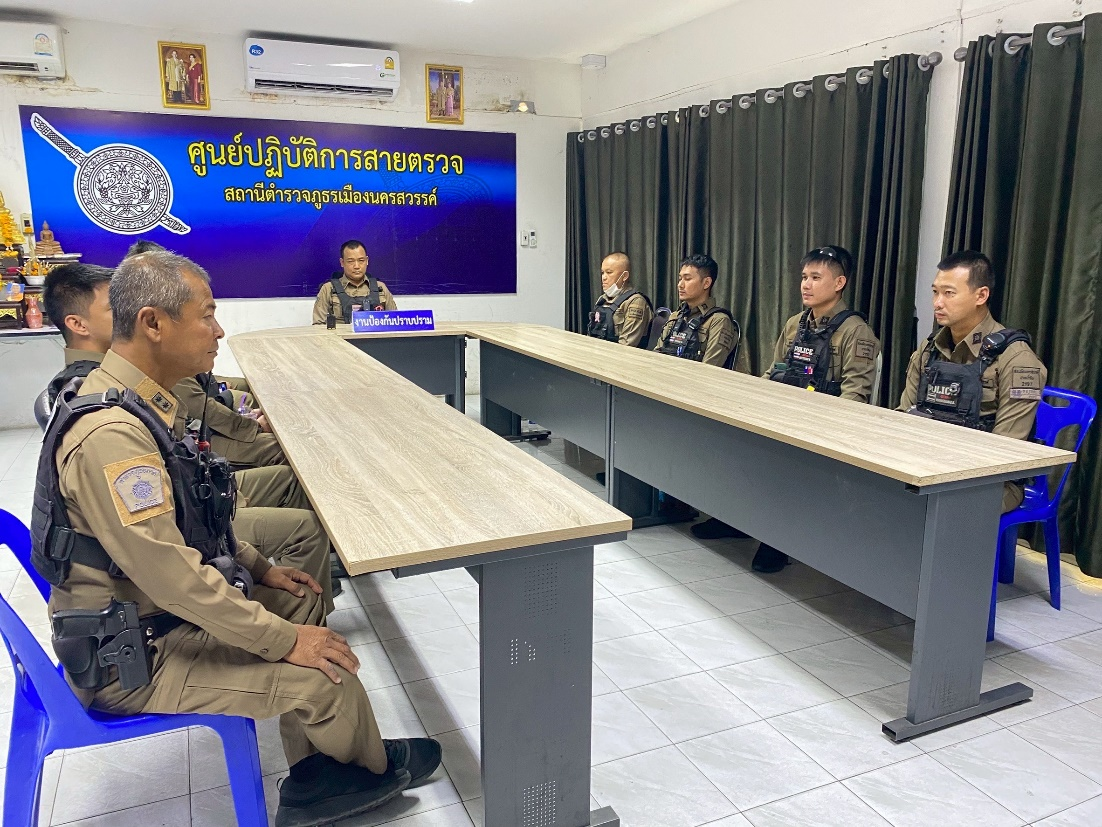 ศูนย์ปฏิบัติการสายตรวจ
สถานีตำรวจภูธรเมืองนครสวรรค์
งานป้องกันปราบปราม
POLICE
POLICE
R32